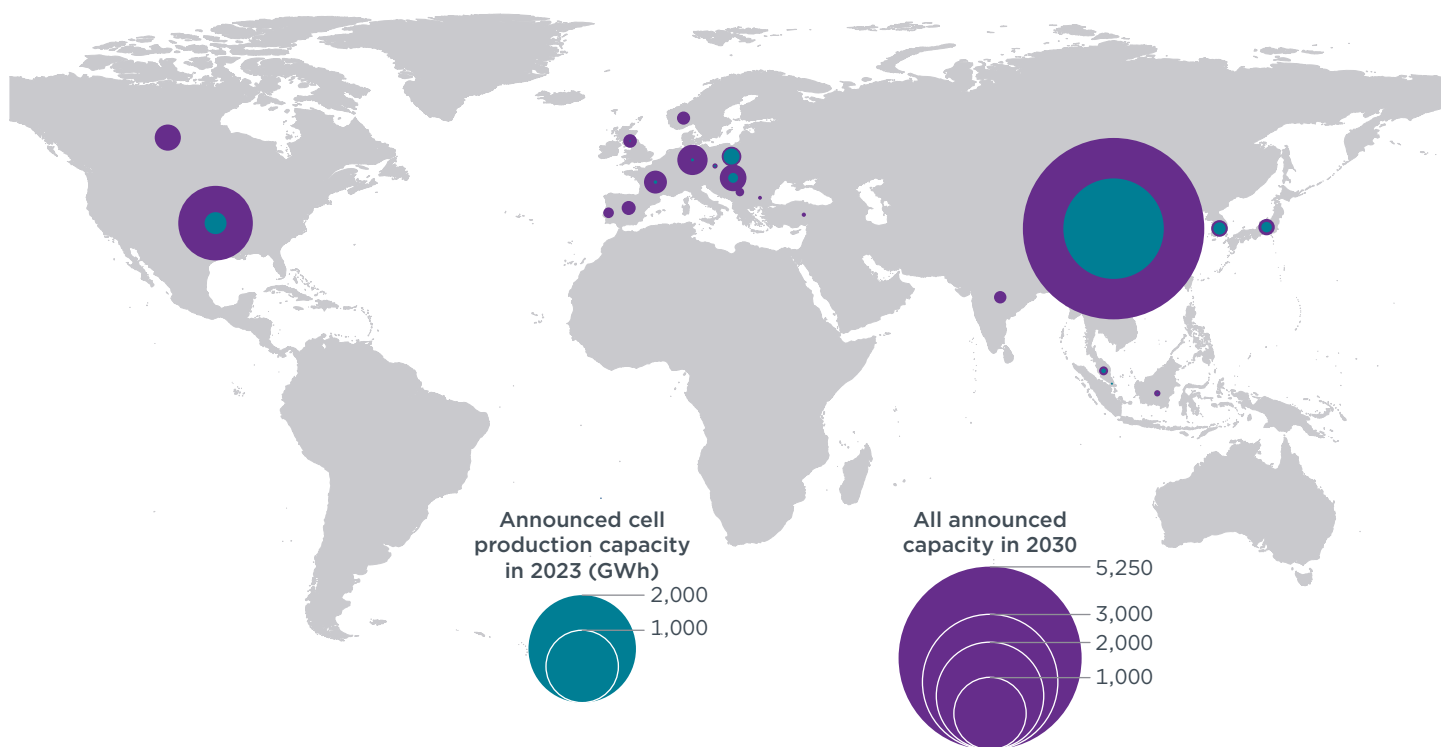 Announced cell
production capacity
in 2023 (GWh)
2,000
1,000
All announced
capacity in 2030
5,250
3,000
2,000
1,000